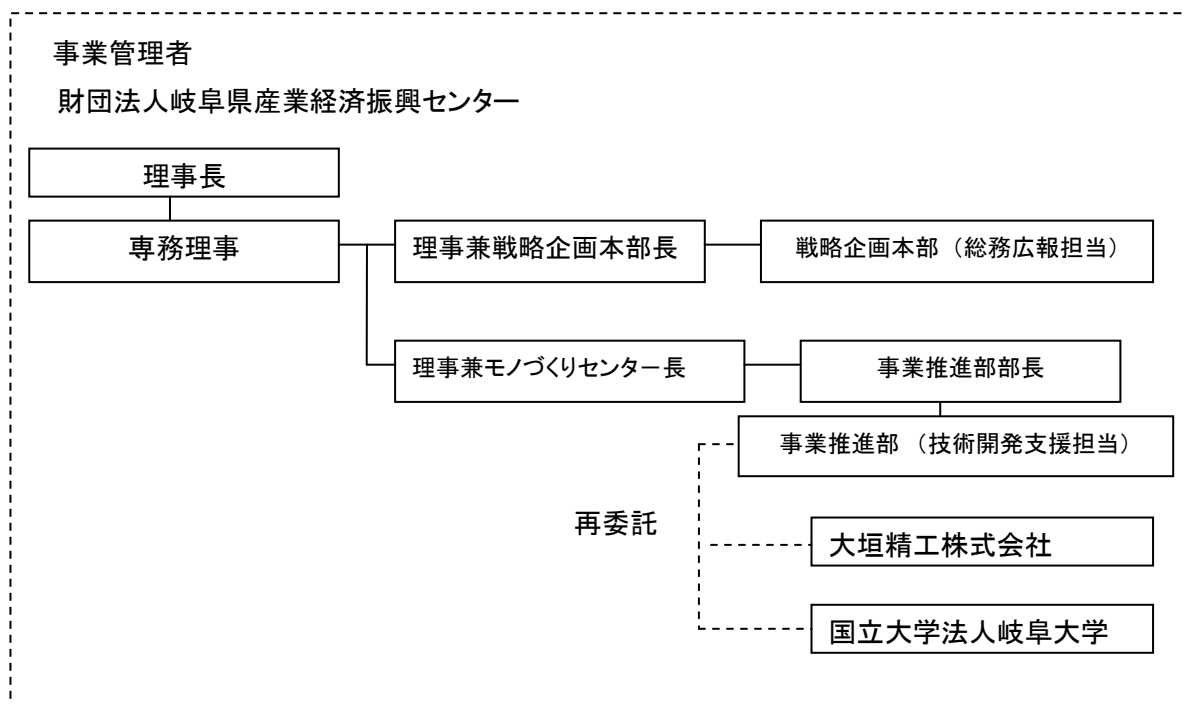 事業管理者
財団法人岐阜県産業経済振興センター
理事長
専務理事
理事兼戦略企画本部長
戦略企画本部（総務広報担当）
理事兼モノづくりセンター長
事業推進部部長
事業推進部（技術開発支援担当）
再委託
大垣精工株式会社
国立大学法人岐阜大学